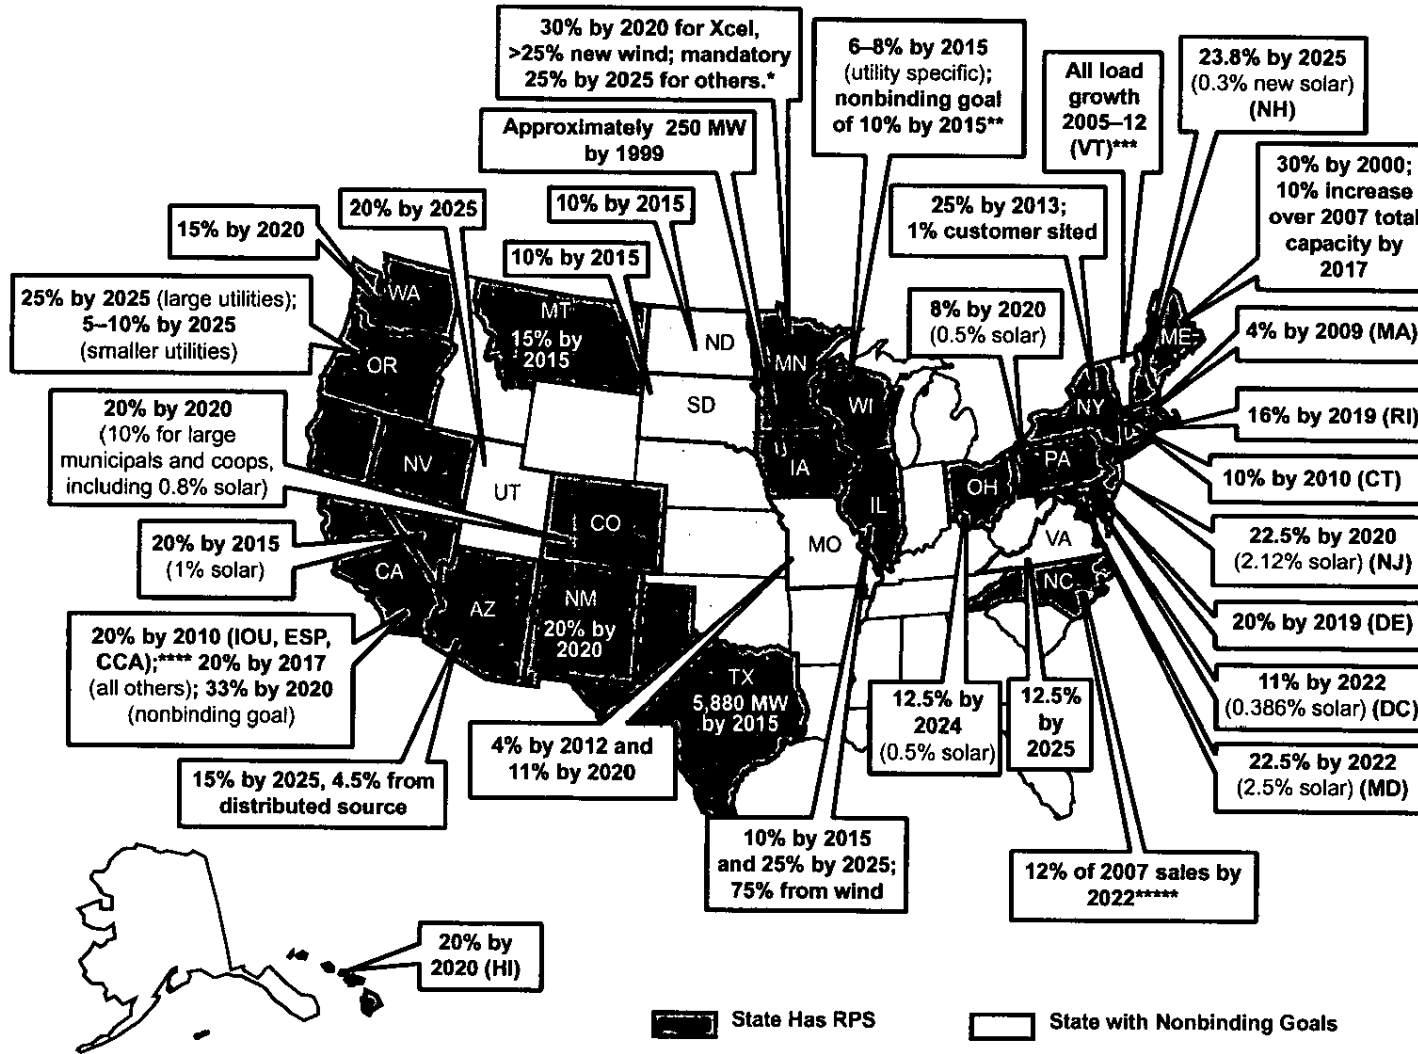 30% by 2020 for Xcel,
>25% new wind; mandatory
25% by 2025 for others.*
6–8% by 2015
(utility specific);
nonbinding goal
of 10% by 2015**
All load
growth
2005–12
(VT)***
23.8% by 2025
(0.3% new solar)
(NH)
Approximately 250 MW
by 1999
30% by 2000;
10% increase
over 2007 total
capacity by
2017
15% by 2020
20% by 2025
10% by 2015
10% by 2015
25% by 2013;
1% customer sited
25% by 2025 (large utilities);
5–10% by 2025
(smaller utilities)
8% by 2020
(0.5% solar)
4% by 2009 (MA)
16% by 2019 (RI)
10% by 2010 (CT)
22.5% by 2020
(2.12% solar) (NJ)
20% by 2019 (DE)
11% by 2022
(0.386% solar) (DC)
22.5% by 2022
(2.5% solar) (MD)
WA
MT
15% by
2015
ND
MN
ME
OR
SD
WI
NY
20% by 2020
(10% for large
municipals and coops,
including 0.8% solar)
NV
UT
CO
IA
IL
OH
PA
MO
VA
20% by 2015
(1% solar)
CA
AZ
NM
20% by
2020
NC
20% by 2010 (IOU, ESP,
CCA);**** 20% by 2017
(all others); 33% by 2020
(nonbinding goal)
TX
5,880 MW
by 2015
4% by 2012 and
11% by 2020
12.5% by
2024
(0.5% solar)
12.5%
by
2025
15% by 2025, 4.5% from
distributed source
10% by 2015
and 25% by 2025;
75% from wind
12% of 2007 sales by
2022*****
20% by
2020 (HI)
State Has RPS
State with Nonbinding Goals